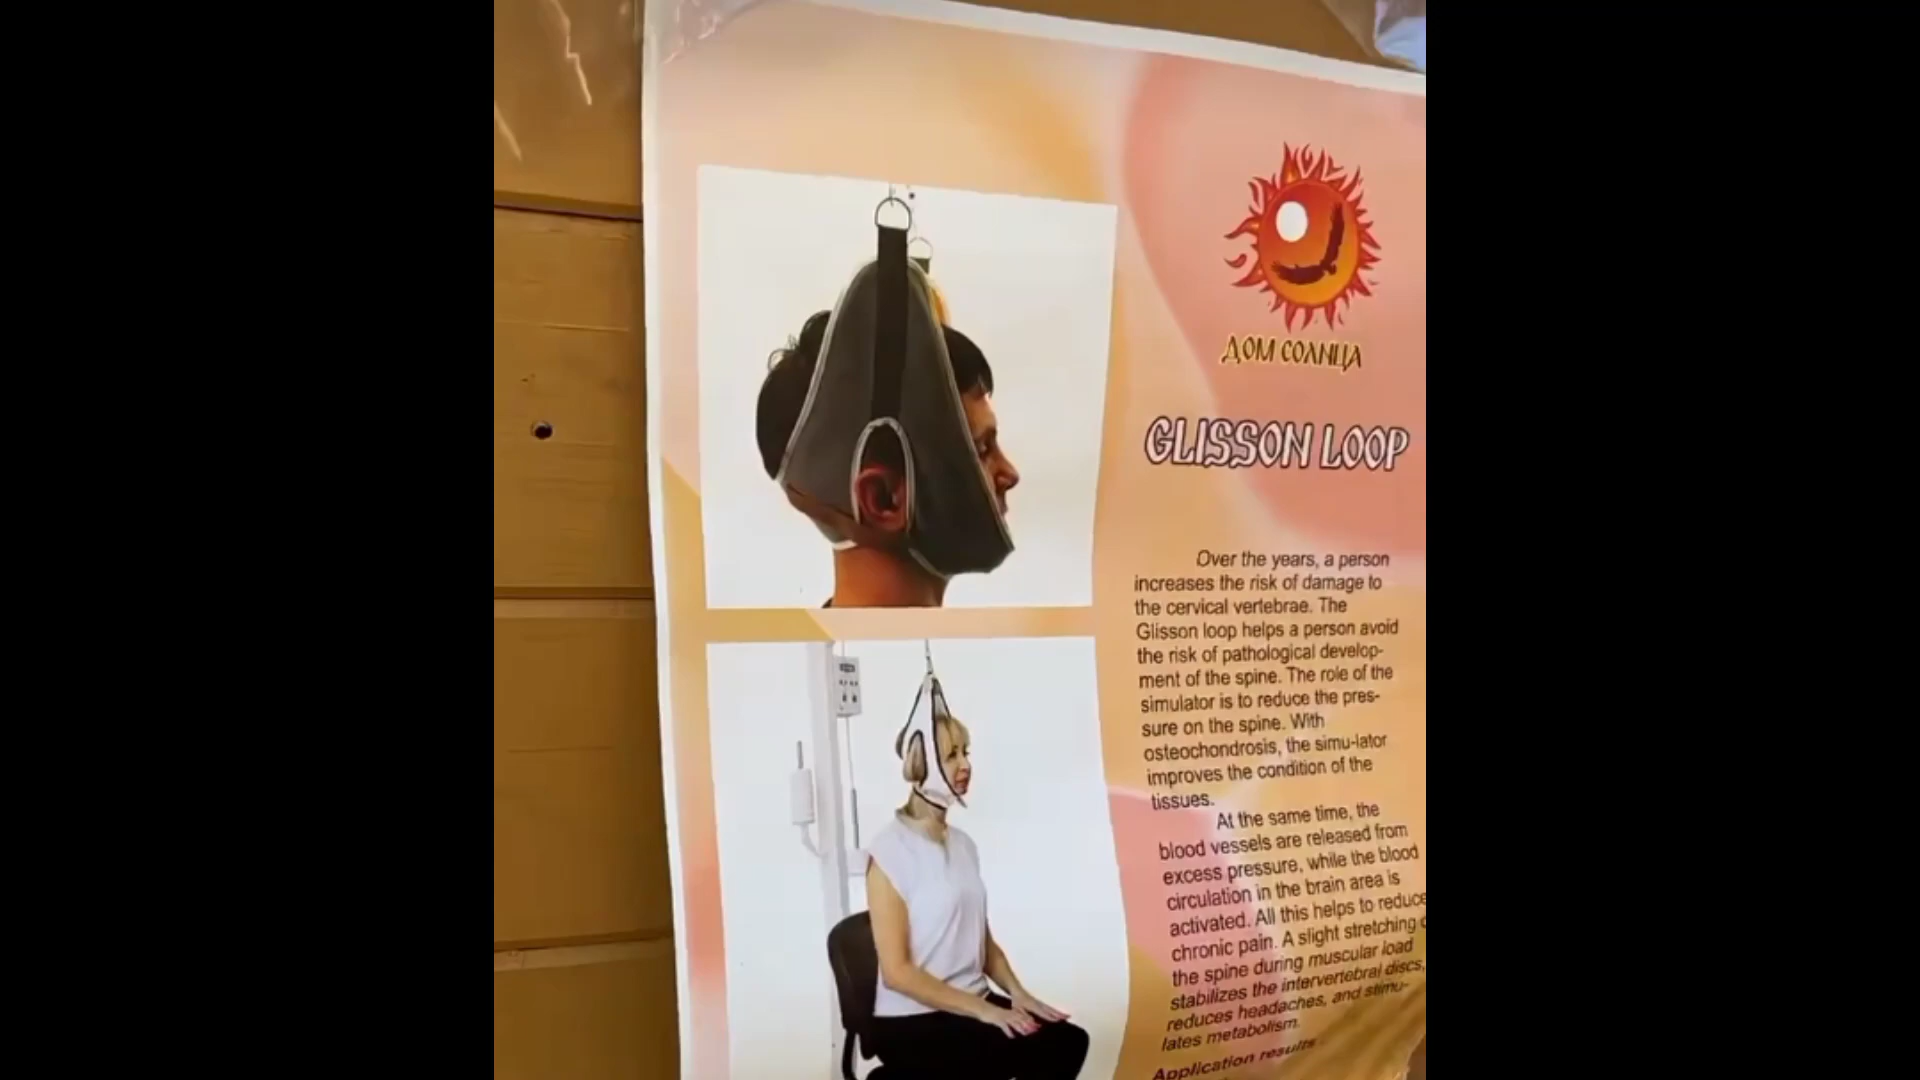 ДОМ СОЛНЦА
GLISSON LOOP
Over the years, a person
increases the risk of damage to
the cervical vertebrae. The
Glisson loop helps a person avoid
the risk of pathological develop-
ment of the spine. The role of the
simulator is to reduce the pres-
sure on the spine. With
osteochondrosis, the simu-lator
improves the condition of the
tissues.
At the same time, the
blood vessels are released from
excess pressure, while the blood
circulation in the brain area is
activated. All this helps to reduce
chronic pain. A slight stretching
the spine during muscular load
stabilizes the intervertebral discs,
reduces headaches, and stimu-
lates metabolism.
Application results